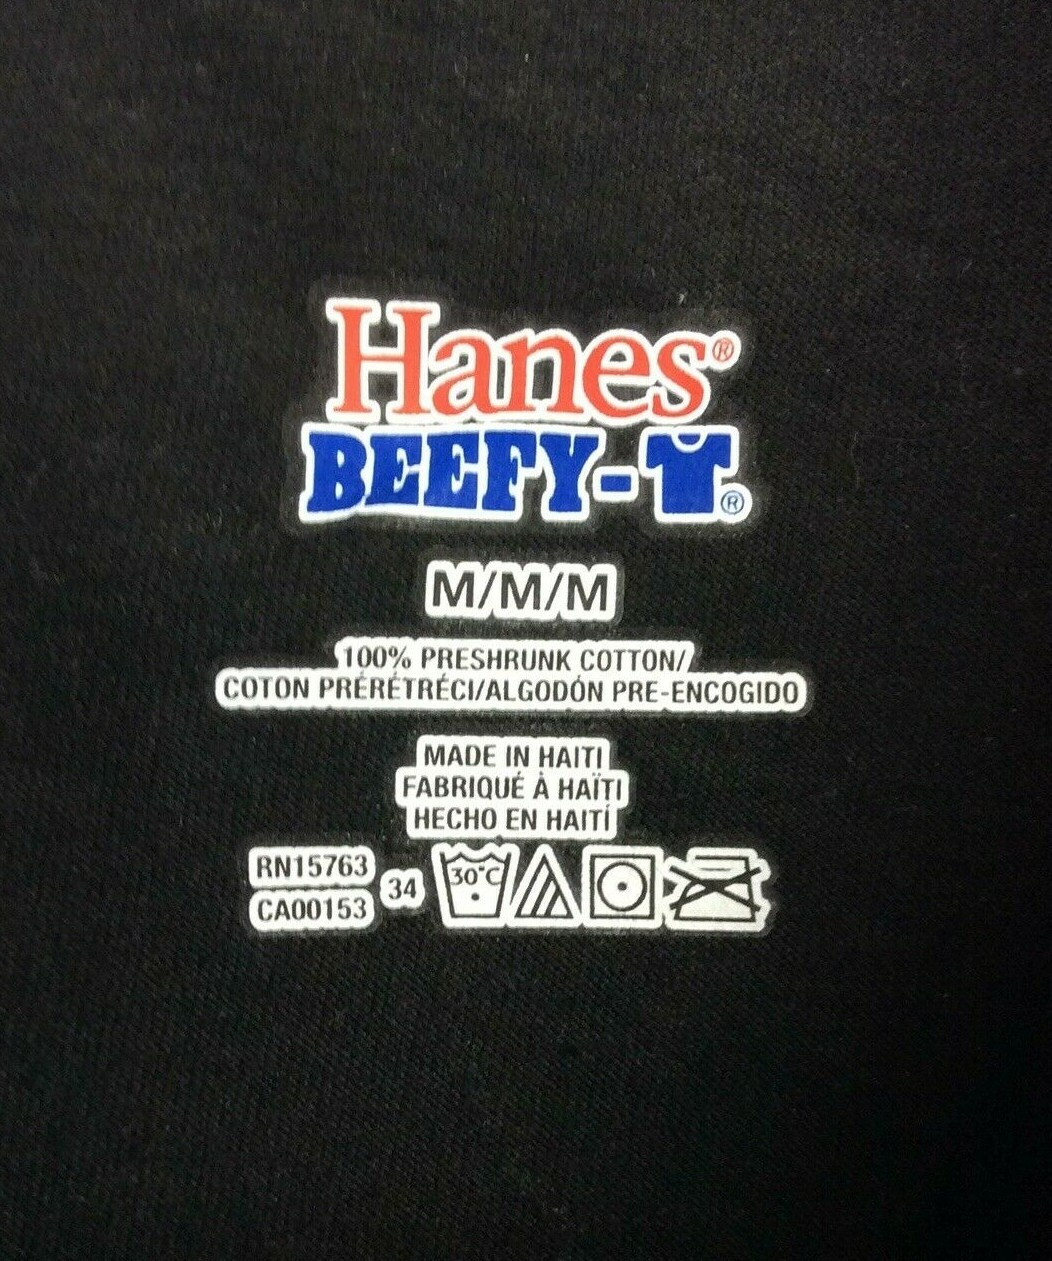 Hanes®
BEEFY-T®
M/M/M
100% PRESHRUNK COTTON/
COTON PRÉRÉTRÉCI/ALGODÓN PRE-ENCOGIDO
MADE IN HAITI
FABRIQUÉ À HAÏTI
HECHO EN HAITÍ
RN15763
CA00153
34
30°C